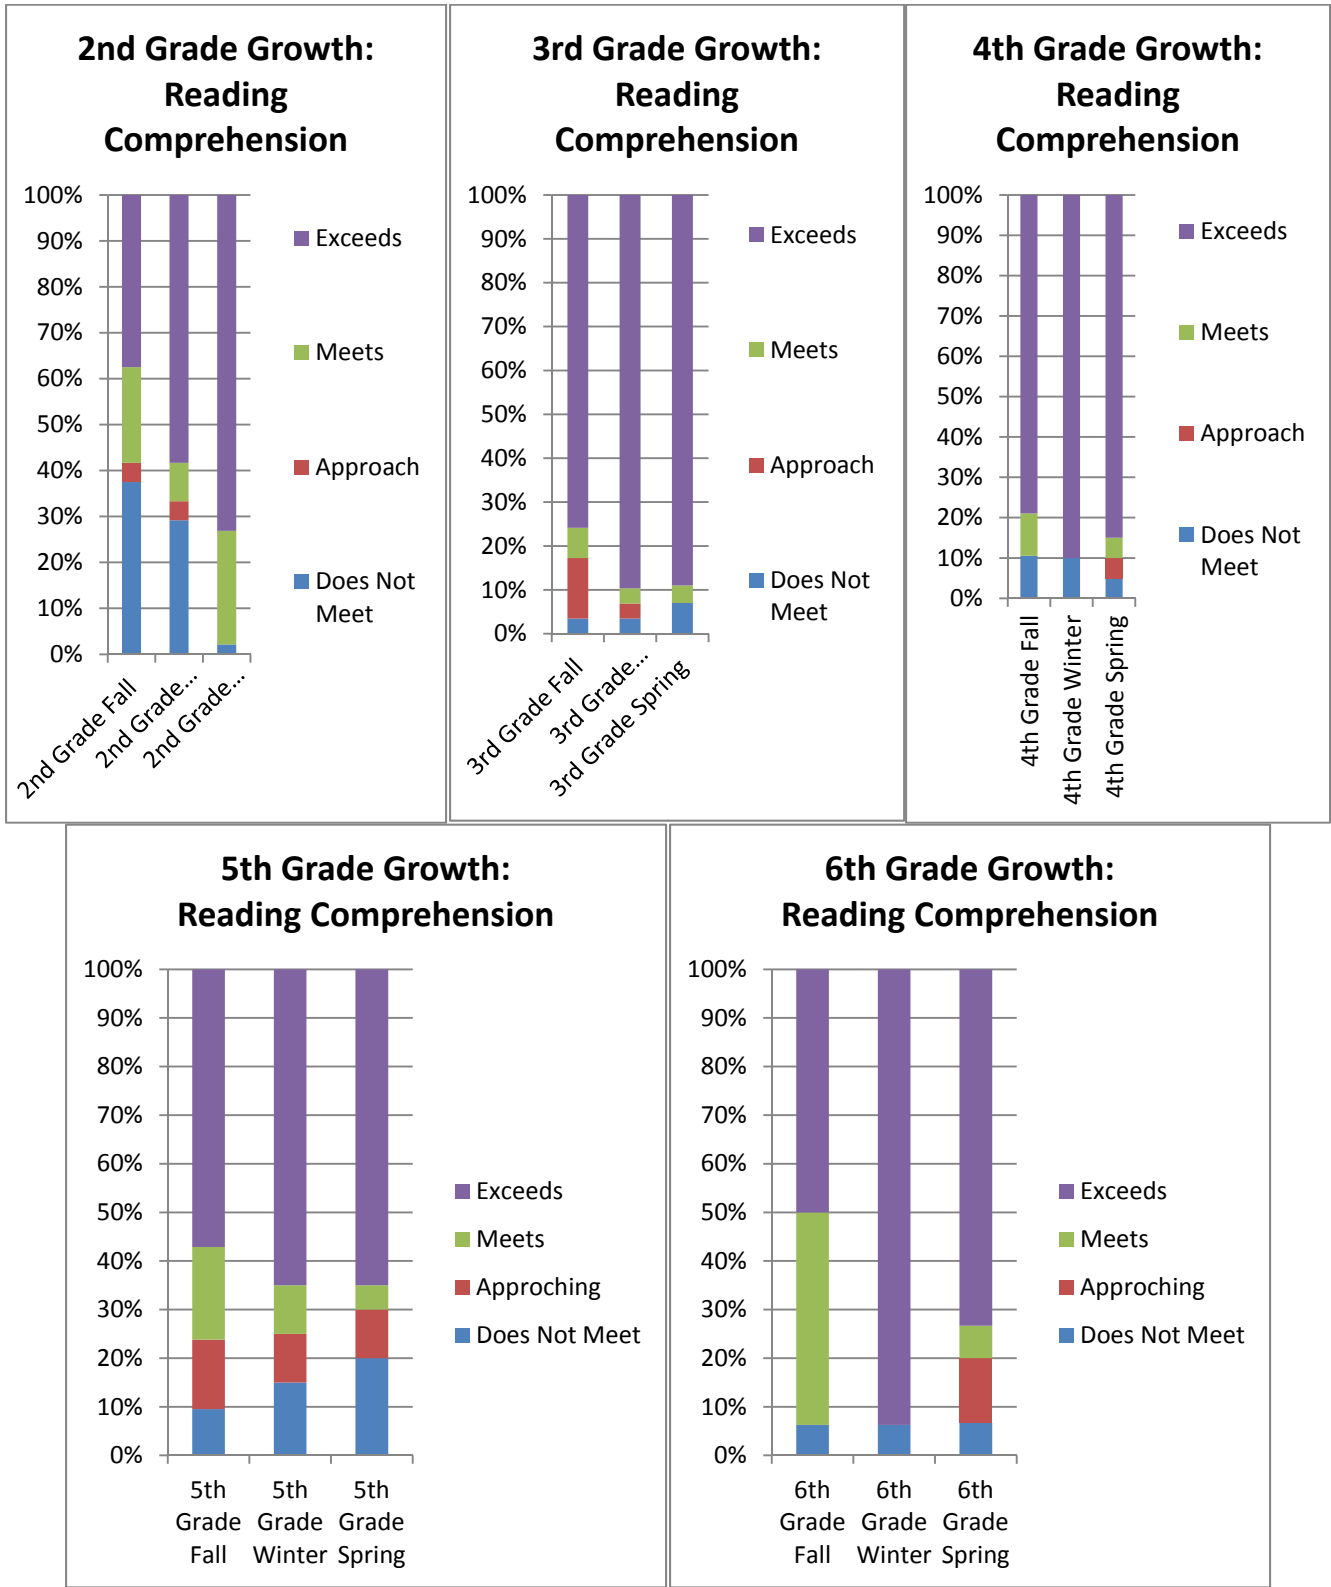 2nd Grade Growth:
Reading
Comprehension
100%
90%
80%
70%
60%
50%
40%
30%
20%
10%
0%
2nd Grade Fall
2nd Grade...
2nd Grade...
Exceeds
Meets
Approach
Does Not
Meet
3rd Grade Growth:
Reading
Comprehension
100%
90%
80%
70%
60%
50%
40%
30%
20%
10%
0%
3rd Grade Fall
3rd Grade...
3rd Grade Spring
Exceeds
Meets
Approach
Does Not
Meet
4th Grade Growth:
Reading
Comprehension
100%
90%
80%
70%
60%
50%
40%
30%
20%
10%
0%
4th Grade Fall
4th Grade Winter
4th Grade Spring
Exceeds
Meets
Approach
Does Not
Meet
5th Grade Growth:
Reading Comprehension
100%
90%
80%
70%
60%
50%
40%
30%
20%
10%
0%
5th
Grade
Fall
5th
Grade
Winter
5th
Grade
Spring
Exceeds
Meets
Approching
Does Not Meet
6th Grade Growth:
Reading Comprehension
100%
90%
80%
70%
60%
50%
40%
30%
20%
10%
0%
6th
Grade
Fall
6th
Grade
Winter
6th
Grade
Spring
Exceeds
Meets
Approching
Does Not Meet